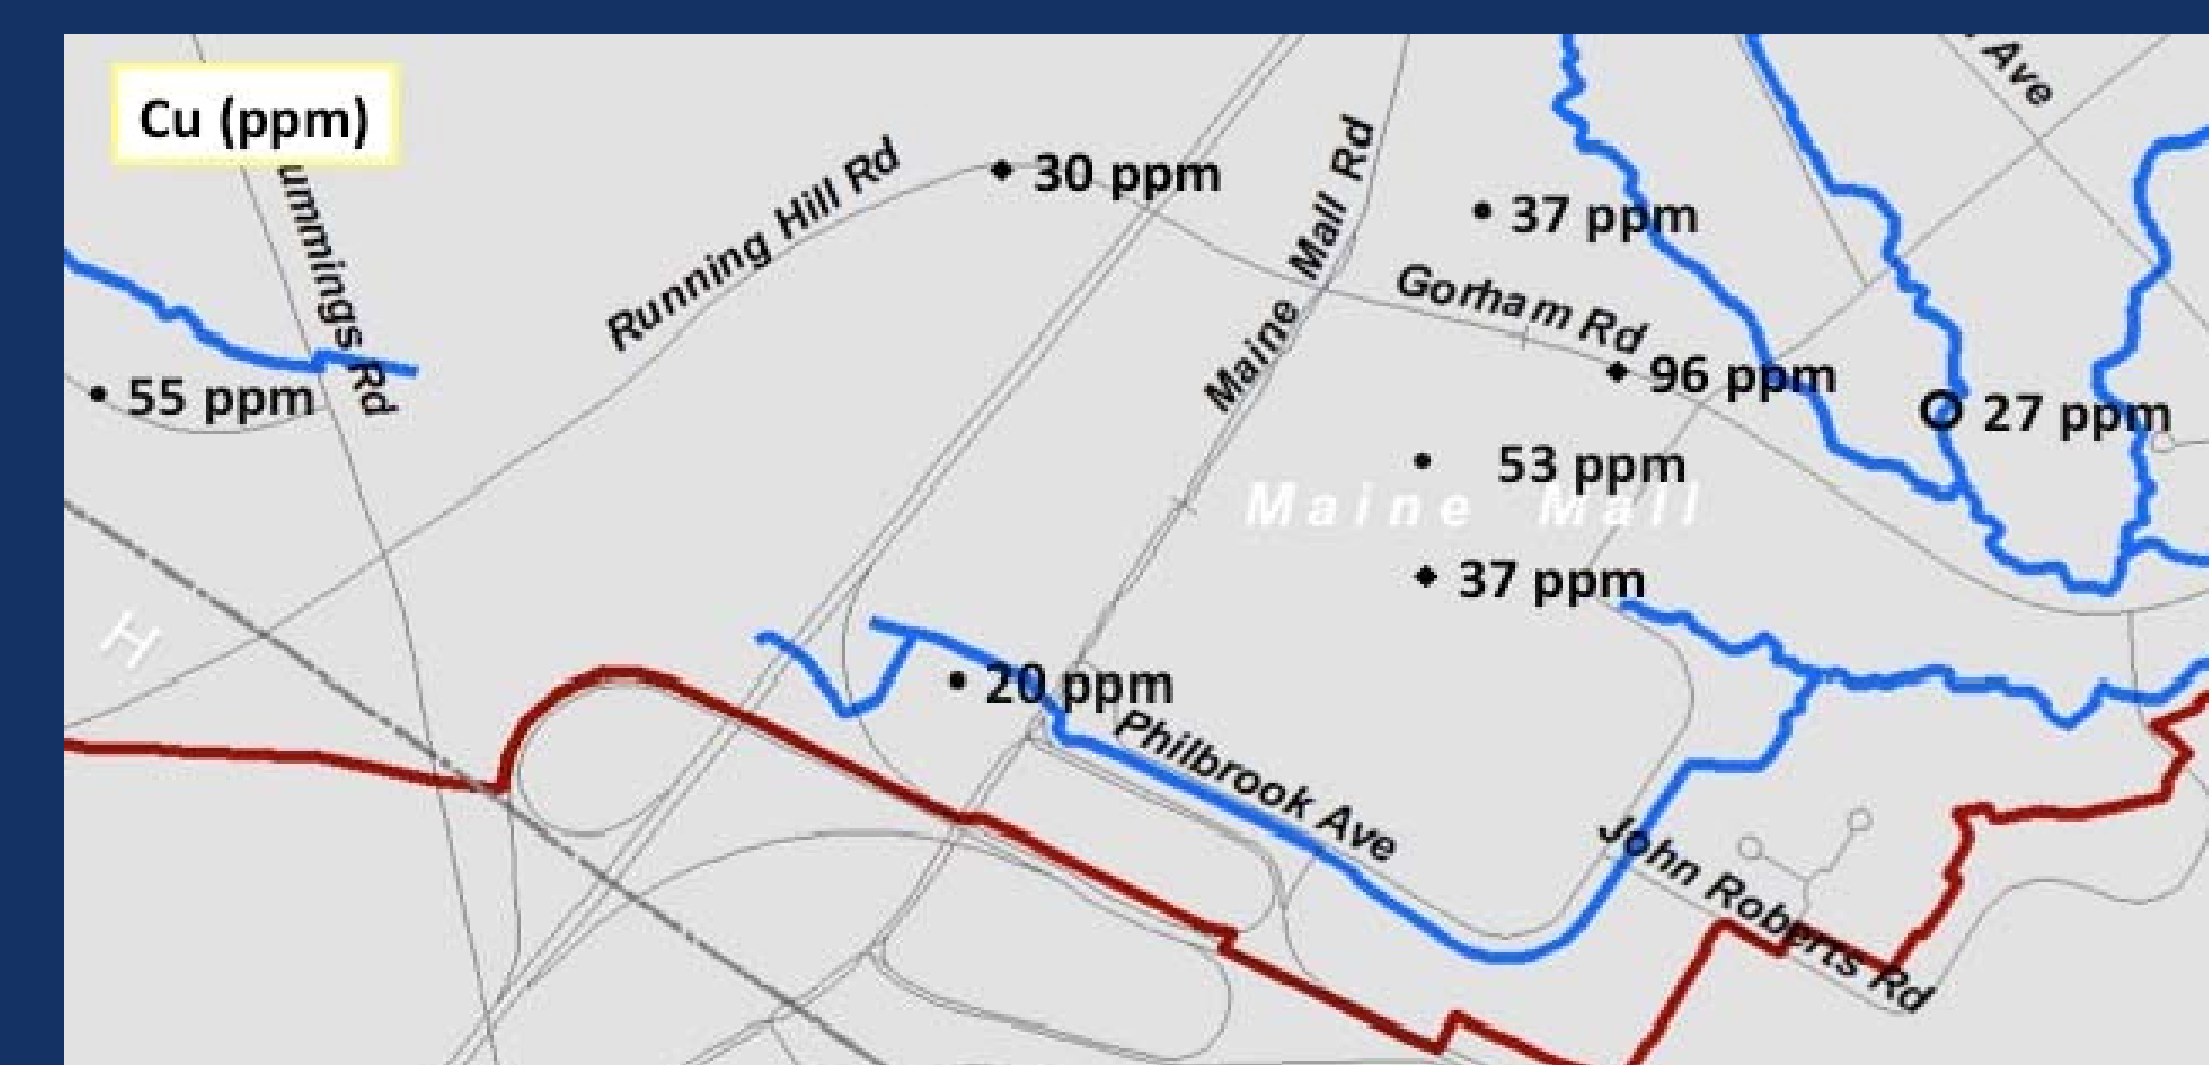 Cu (ppm)
Ave
ummings Rd
Running Hill Rd
30 ppm
Maine Mall Rd
37 ppm
Gorham Rd
96 ppm
55 ppm
27 ppm
53 ppm
Maine Mall
37 ppm
H
20 ppm
Philbrook Ave
John Roberts Rd